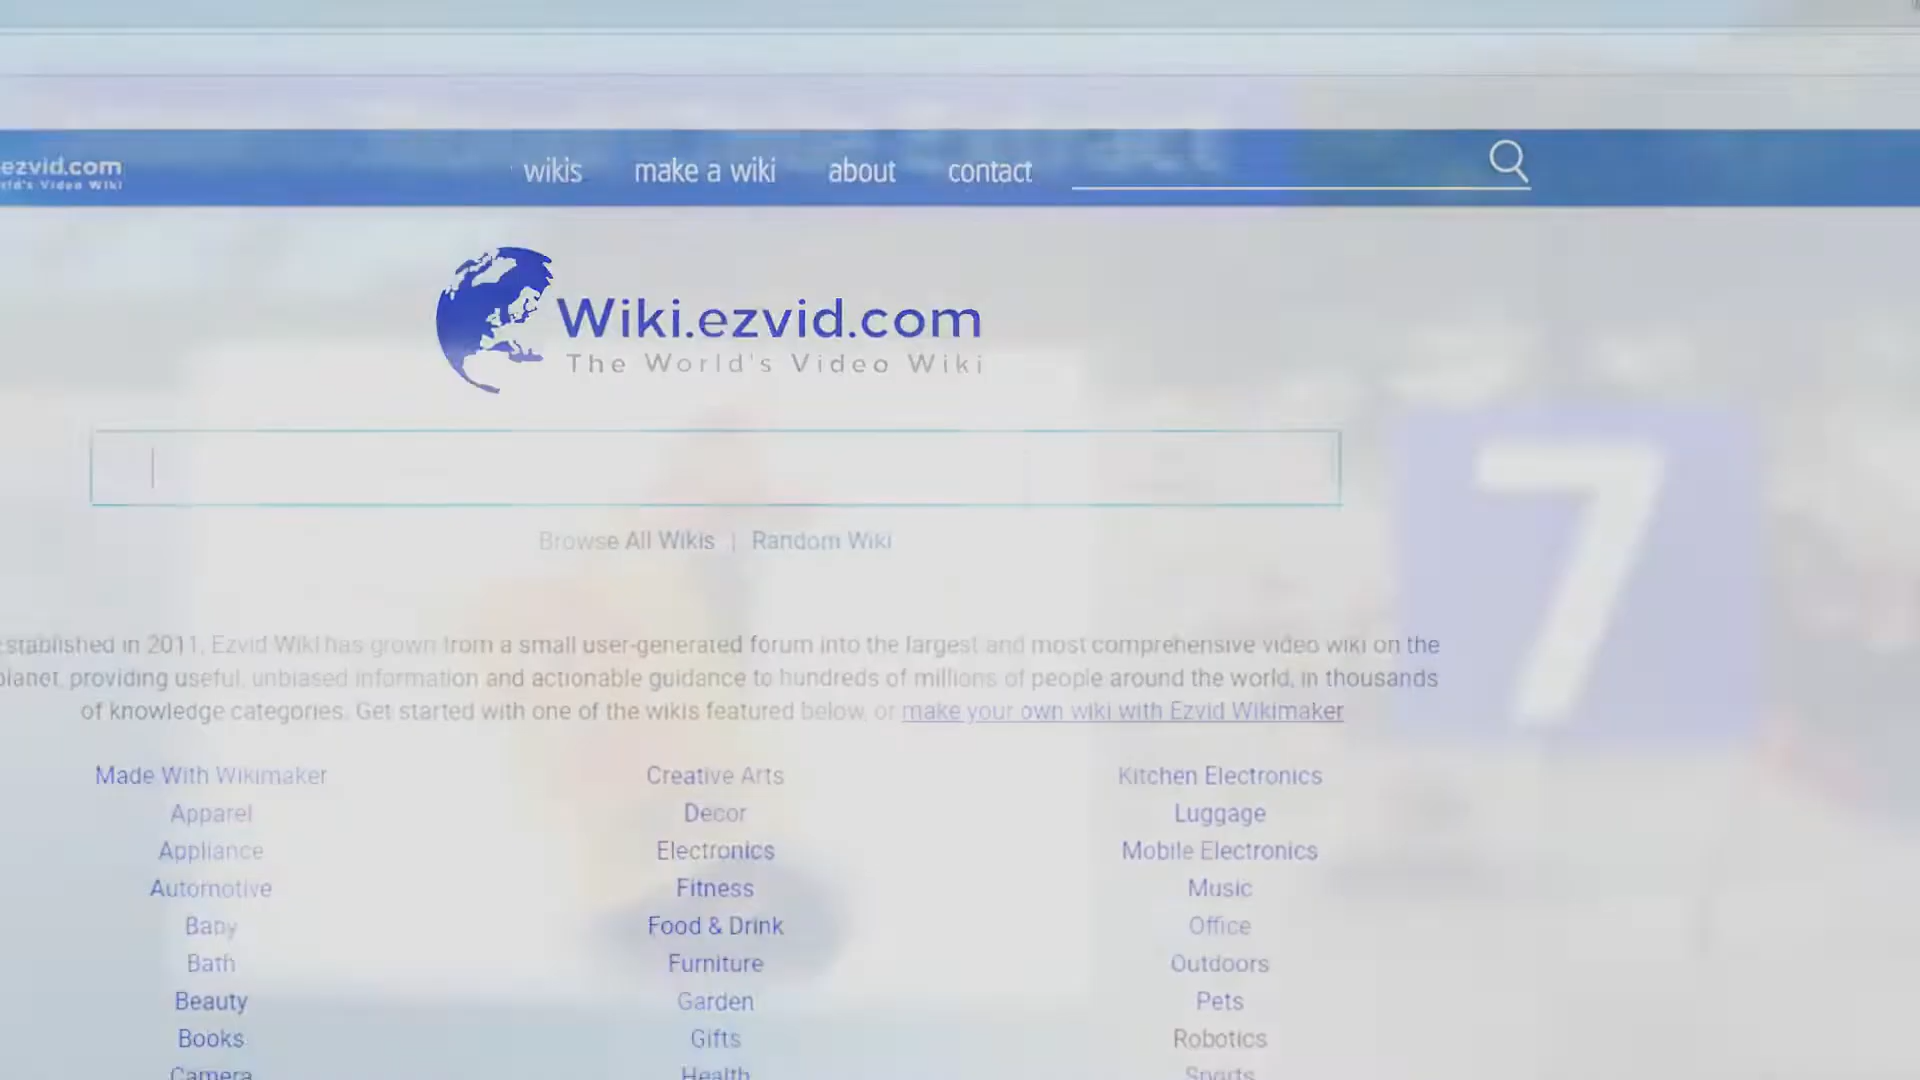 ezvid.com
wikis make a wiki about contact
World's Video Wiki
Wiki.ezvid.com
The World's Video Wiki
Browse All Wikis | Random Wiki
7
Established in 2011, Ezvid Wiki has grown from a small user-generated forum into the largest and most comprehensive video wiki on the
planet, providing useful, unbiased information and actionable guidance to hundreds of millions of people around the world, in thousands
of knowledge categories. Get started with one of the wikis featured below, or make your own wiki with Ezvid Wikimaker
Made With Wikimaker Creative Arts Kitchen Electronics
Apparel Decor Luggage
Appliance Electronics Mobile Electronics
Automotive Fitness Music
Baby Food & Drink Office
Bath Furniture Outdoors
Beauty Garden Pets
Books Gifts Robotics
Camera Health Sports